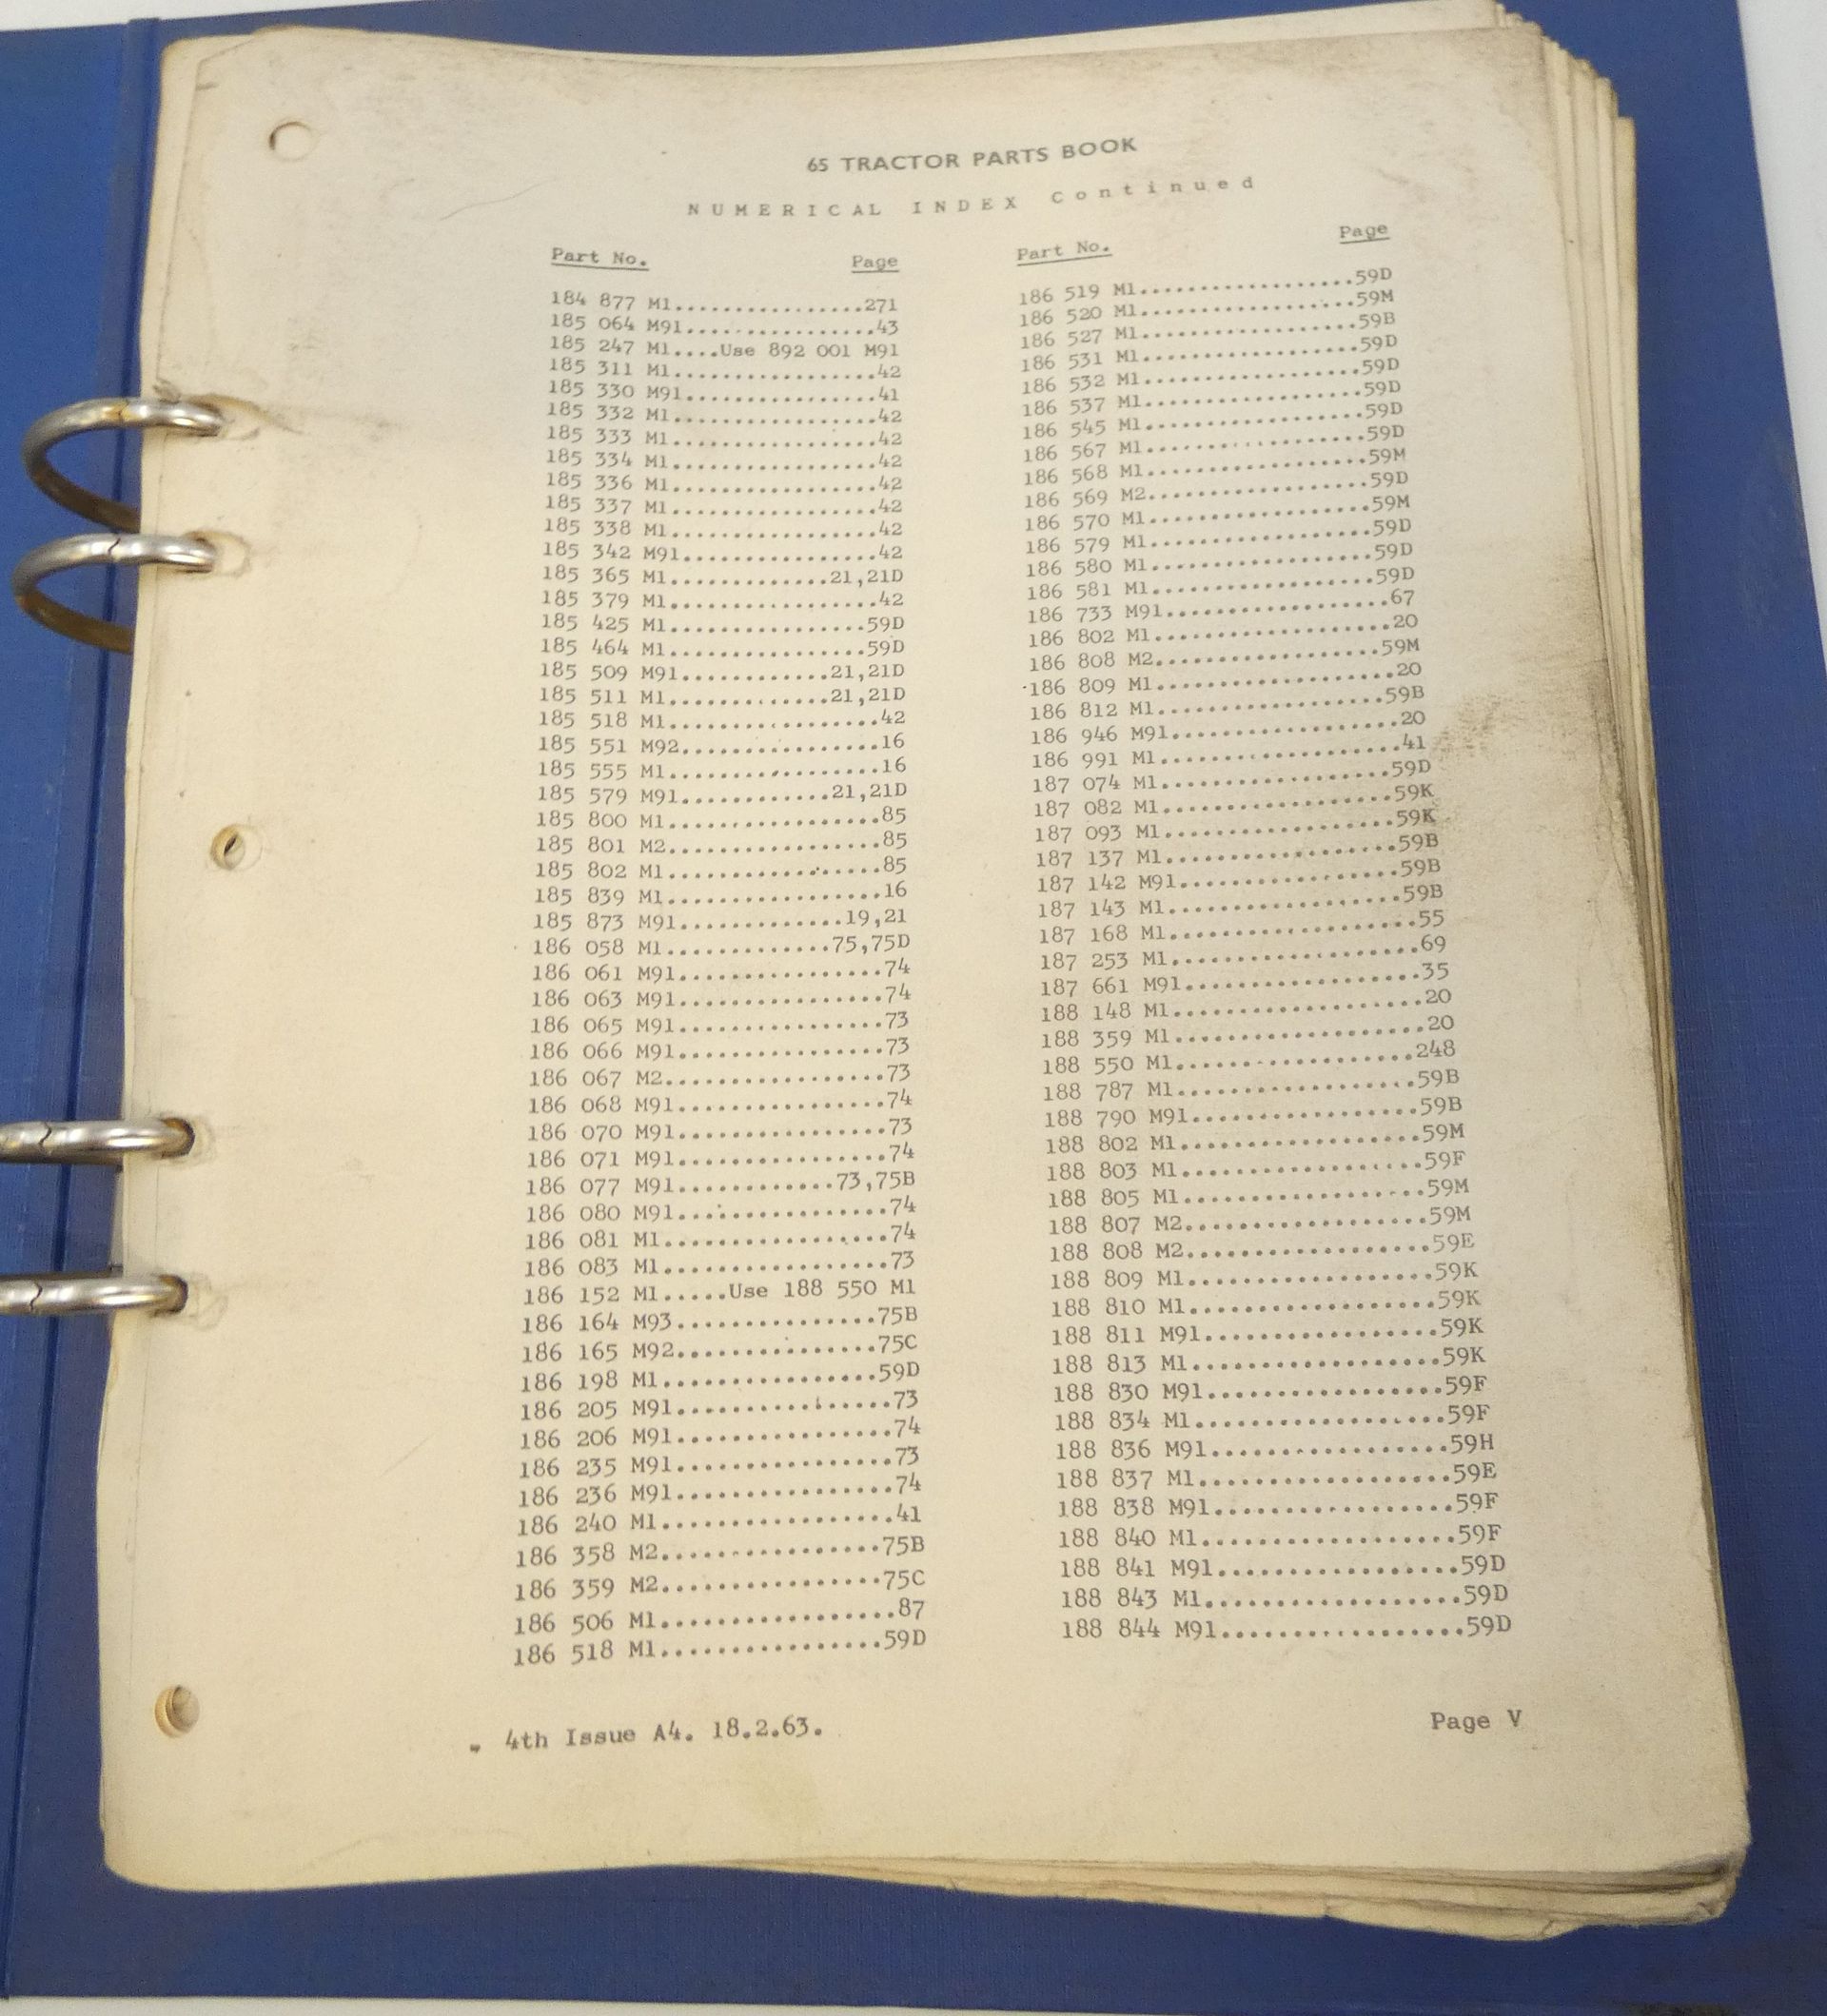 65 TRACTOR PARTS BOOK
NUMERICAL INDEX Continued
Part No. Page
184 877 M1................271
185 064 M91................43
185 247 M1....Use 892 001 M91
185 311 M1.................42
185 330 M91................41
185 332 M1.................42
185 333 M1.................42
185 334 M1.................42
185 336 M1.................42
185 337 M1.................42
185 338 M1.................42
185 342 M91................42
185 365 M1.............21,21D
185 379 M1.................42
185 425 M1................59D
185 464 M1................59D
185 509 M91............21,21D
185 511 M1.............21,21D
185 518 M1.................42
185 551 M92................16
185 555 M1.................16
185 579 M91............21,21D
185 800 M1.................85
185 801 M2.................85
185 802 M1.................85
185 839 M1.................16
185 873 M91.............19,21
186 058 M1.............75,75D
186 061 M91................74
186 063 M91................74
186 065 M91................73
186 066 M91................73
186 067 M2.................73
186 068 M91................74
186 070 M91................73
186 071 M91................74
186 077 M91............73,75B
186 080 M91................74
186 081 M1.................74
186 083 M1.................73
186 152 M1.....Use 188 550 M1
186 164 M93...............75B
186 165 M92...............75C
186 198 M1................59D
186 205 M91................73
186 206 M91................74
186 235 M91................73
186 236 M91................74
186 240 M1.................41
186 358 M2................75B
186 359 M2................75C
186 506 M1.................87
186 518 M1................59D
Part No. Page
186 519 M1.................59D
186 520 M1.................59M
186 527 M1.................59B
186 531 M1.................59D
186 532 M1.................59D
186 537 M1.................59D
186 545 M1.................59D
186 567 M1.................59D
186 568 M1.................59M
186 569 M2.................59D
186 570 M1.................59M
186 579 M1.................59D
186 580 M1.................59D
186 581 M1.................59D
186 733 M91.................67
186 802 M1..................20
186 808 M2.................59M
186 809 M1..................20
186 812 M1.................59B
186 946 M91.................20
186 991 M1..................41
187 074 M1.................59D
187 082 M1.................59K
187 093 M1.................59K
187 137 M1.................59B
187 142 M91................59B
187 143 M1.................59B
187 168 M1..................55
187 253 M1..................69
187 661 M91.................35
188 148 M1..................20
188 359 M1..................20
188 550 M1.................248
188 787 M1.................59B
188 790 M91................59B
188 802 M1.................59M
188 803 M1.................59F
188 805 M1.................59M
188 807 M2.................59M
188 808 M2.................59E
188 809 M1.................59K
188 810 M1.................59K
188 811 M91................59K
188 813 M1.................59K
188 830 M91................59F
188 834 M1.................59F
188 836 M91................59H
188 837 M1.................59E
188 838 M91................59F
188 840 M1.................59F
188 841 M91................59D
188 843 M1.................59D
188 844 M91................59D
4th Issue A4. 18.2.63.
Page V